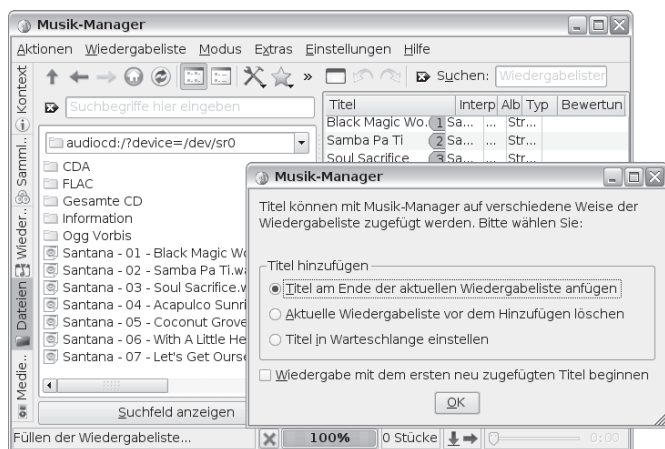 Musik-Manager
Aktionen Wiedergabeliste Modus Extras Einstellungen Hilfe
» Suchen: Wiedergabelister
Kontext
Samml..
Wieder..
Dateien
Medie..
Suchbegriffe hier eingeben
audiocd:/?device=/dev/sr0
CDA
FLAC
Gesamte CD
Information
Ogg Vorbis
Santana - 01 - Black Magic Wo
Santana - 02 - Samba Pa Ti.wa
Santana - 03 - Soul Sacrifice.v
Santana - 04 - Acapulco Sunri
Santana - 05 - Coconut Grove
Santana - 06 - With A Little He
Santana - 07 - Let's Get Ourse
Suchfeld anzeigen
Titel Interp Alb Typ Bewertun
Black Magic Wo. 1 Sa... ... Str...
Samba Pa Ti 2 Sa... ... Str...
Soul Sacrifice 3 Sa... ... Str...
Musik-Manager
Titel können mit Musik-Manager auf verschiedene Weise der
Wiedergabeliste zugefügt werden. Bitte wählen Sie:
Titel hinzufügen
Titel am Ende der aktuellen Wiedergabeliste anfügen
Aktuelle Wiedergabeliste vor dem Hinzufügen löschen
Titel in Warteschlange einstellen
Wiedergabe mit dem ersten neu zugefügten Titel beginnen
OK
Füllen der Wiedergabeliste... 100% 0 Stücke 0:00